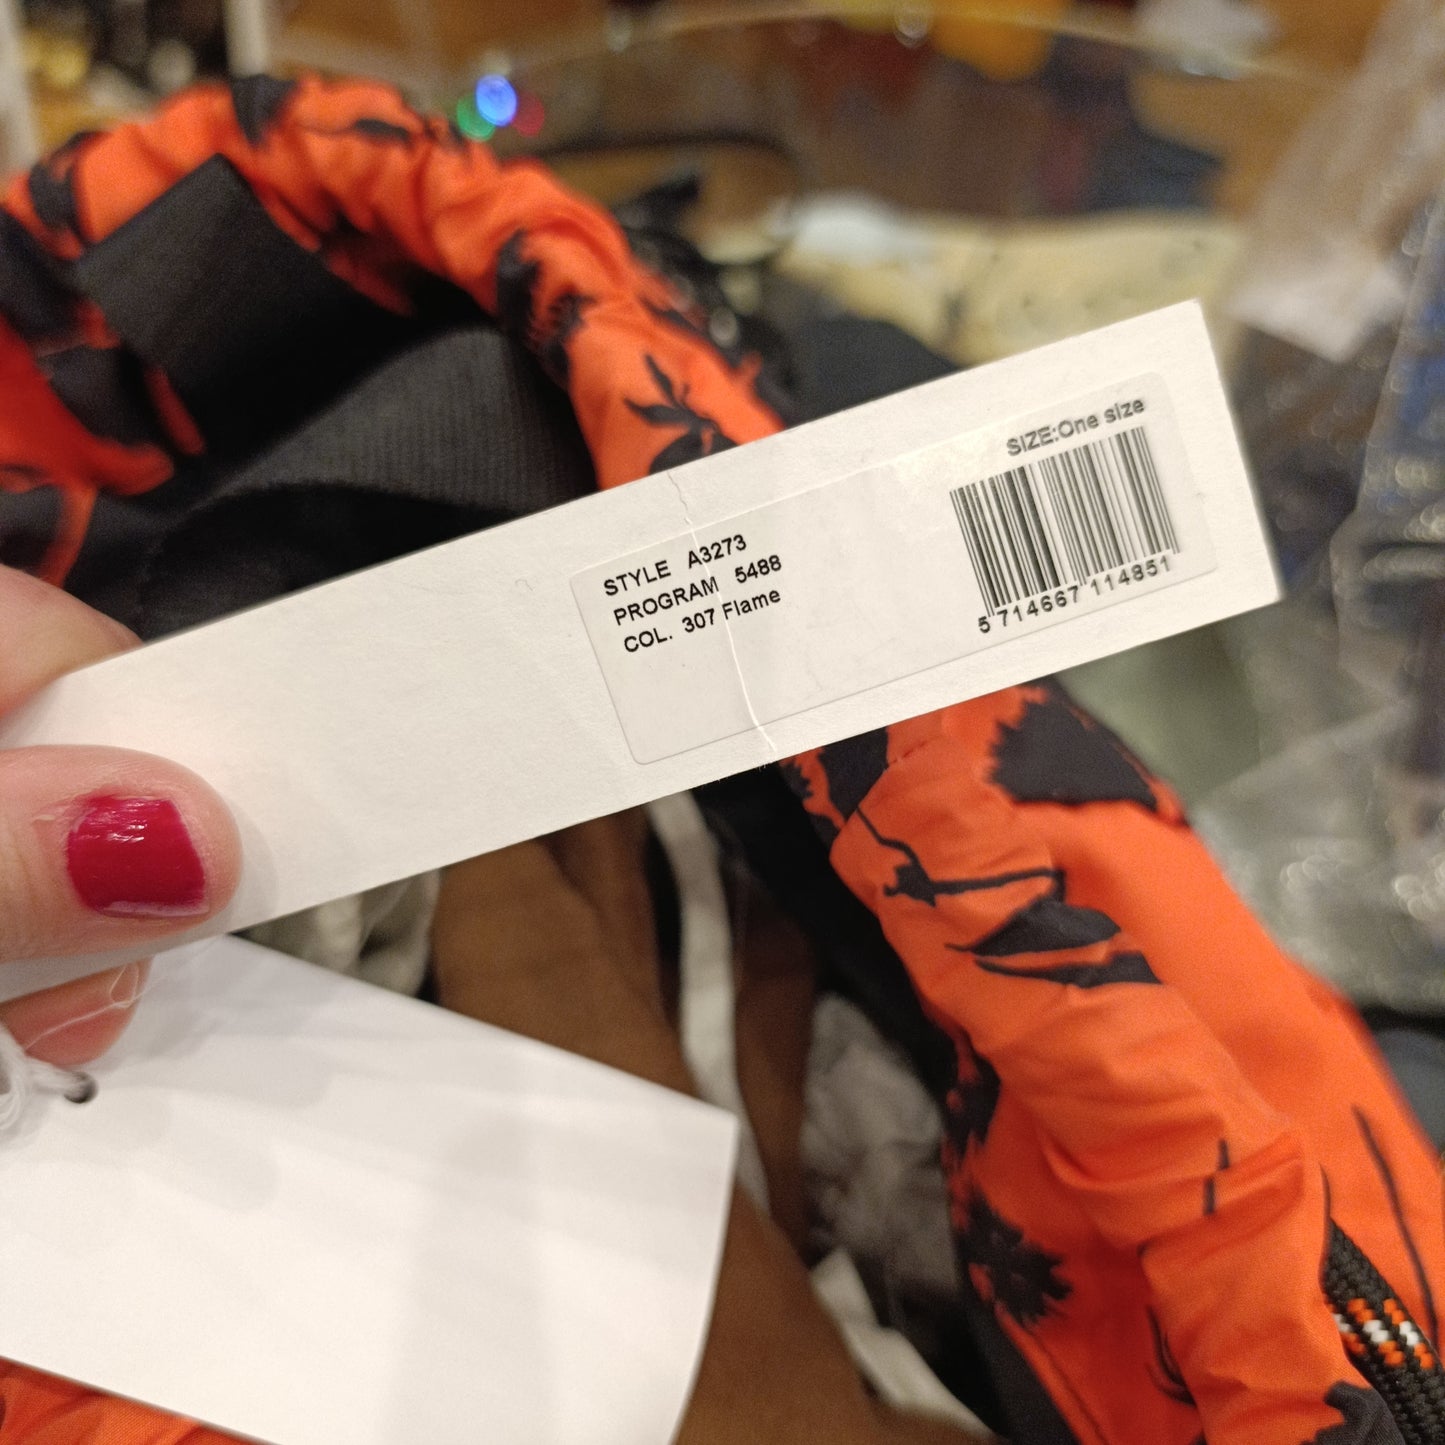 SIZE:One size
STYLE A3273
PROGRAM 5488
COL. 307 Flame
5 714667 114851